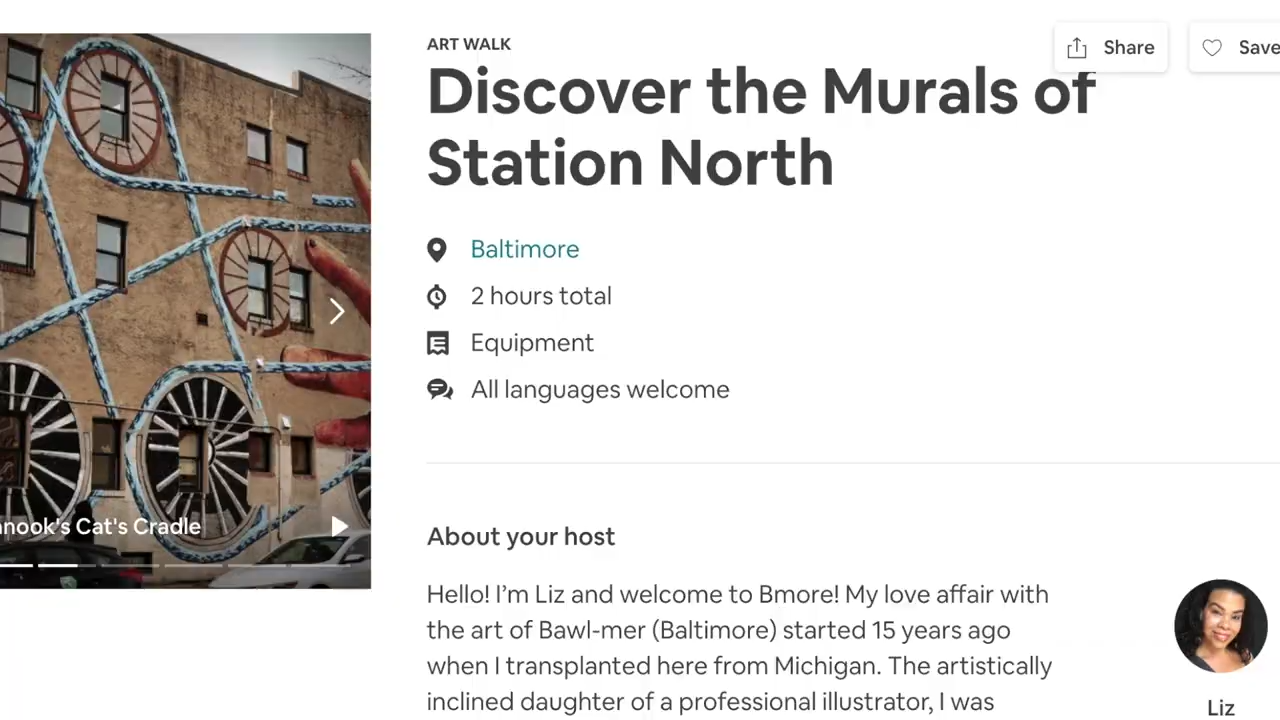 ART WALK
Discover the Murals of
Station North
Share
Save
Baltimore
2 hours total
Equipment
All languages welcome
Cat's Cradle
About your host
Hello! I’m Liz and welcome to Bmore! My love affair with
the art of Bawl-mer (Baltimore) started 15 years ago
when I transplanted here from Michigan. The artistically
inclined daughter of a professional illustrator, I was
Liz